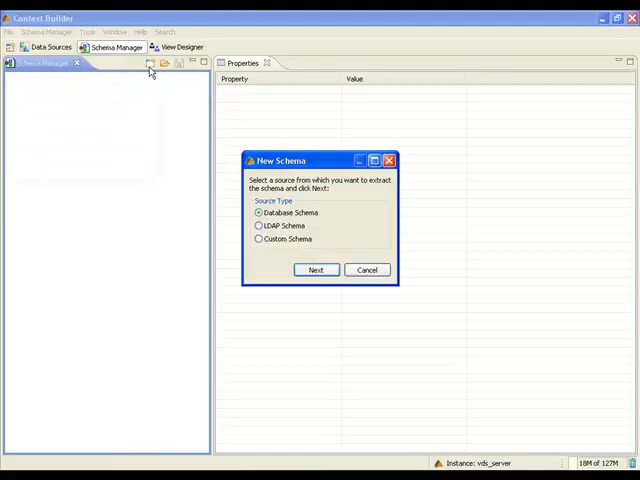 Context Builder
File Schema Manager Tools Window Help Search
Data Sources Schema Manager View Designer
Schema Manager Properties
Property Value
New Schema
Select a source from which you want to extract
the schema and click Next:
Source Type
Database Schema
LDAP Schema
Custom Schema
Next Cancel
Instance: vds_server 18M of 127M